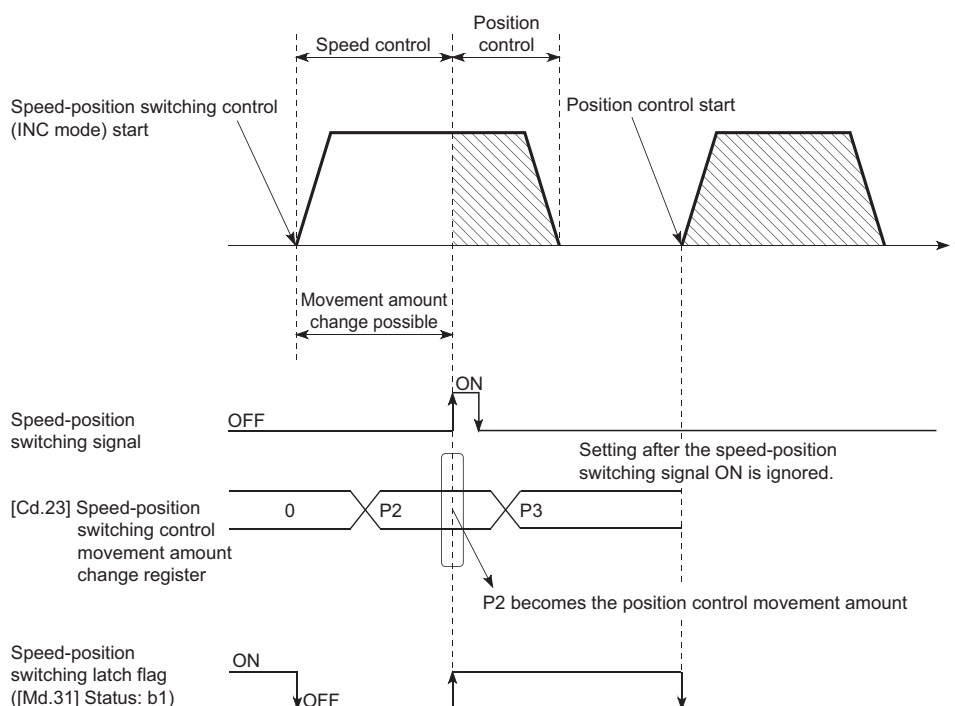 Position
control
Speed control
Speed-position switching control
(INC mode) start
Position control start
Movement amount
change possible
ON
Speed-position
switching signal
OFF
Setting after the speed-position
switching signal ON is ignored.
[Cd.23] Speed-position
switching control
movement amount
change register
0
P2
P3
P2 becomes the position control movement amount
Speed-position
switching latch flag
([Md.31] Status: b1)
ON
OFF